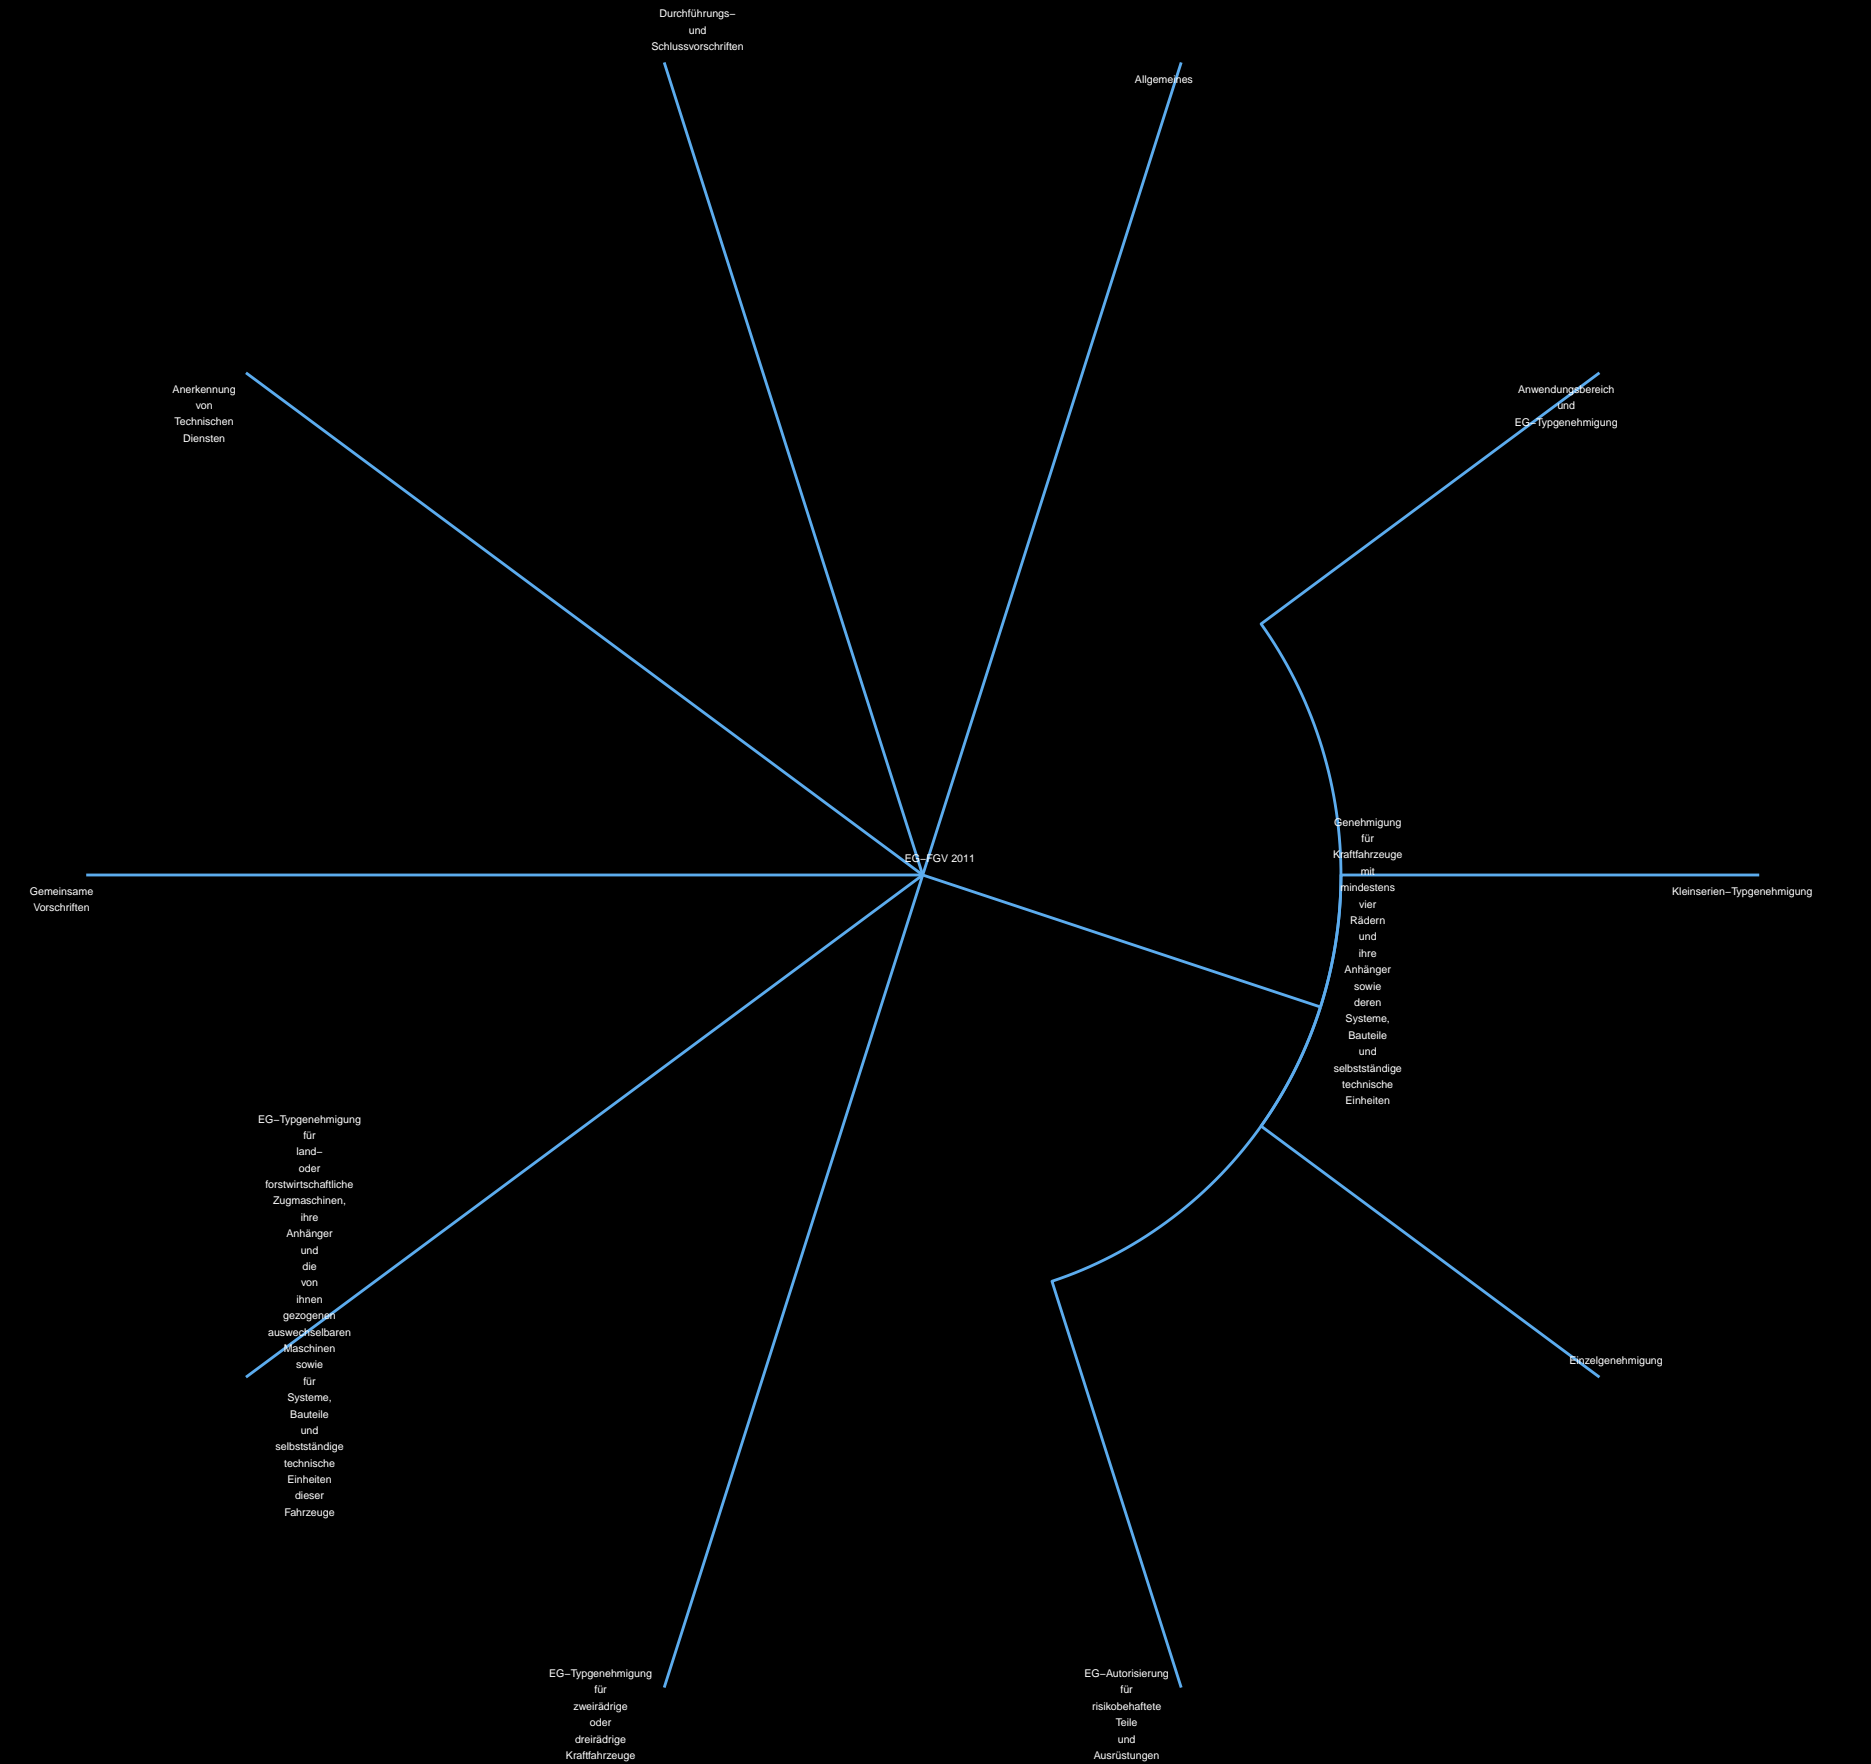 Durchführungs–
und
Schlussvorschriften
Allgemeines
Anerkennung
von
Technischen
Diensten
Anwendungsbereich
und
EG–Typgenehmigung
EG–FGV 2011
Genehmigung
für
Kraftfahrzeuge
mit
mindestens
vier
Rädern
und
ihre
Anhänger
sowie
deren
Systeme,
Bauteile
und
selbstständige
technische
Einheiten
Gemeinsame
Vorschriften
Kleinserien–Typgenehmigung
EG–Typgenehmigung
für
land–
oder
forstwirtschaftliche
Zugmaschinen,
ihre
Anhänger
und
die
von
ihnen
gezogenen
auswechselbaren
Maschinen
sowie
für
Systeme,
Bauteile
und
selbstständige
technische
Einheiten
dieser
Fahrzeuge
Einzelgenehmigung
EG–Typgenehmigung
für
zweirädrige
oder
dreirädrige
Kraftfahrzeuge
EG–Autorisierung
für
risikobehaftete
Teile
und
Ausrüstungen